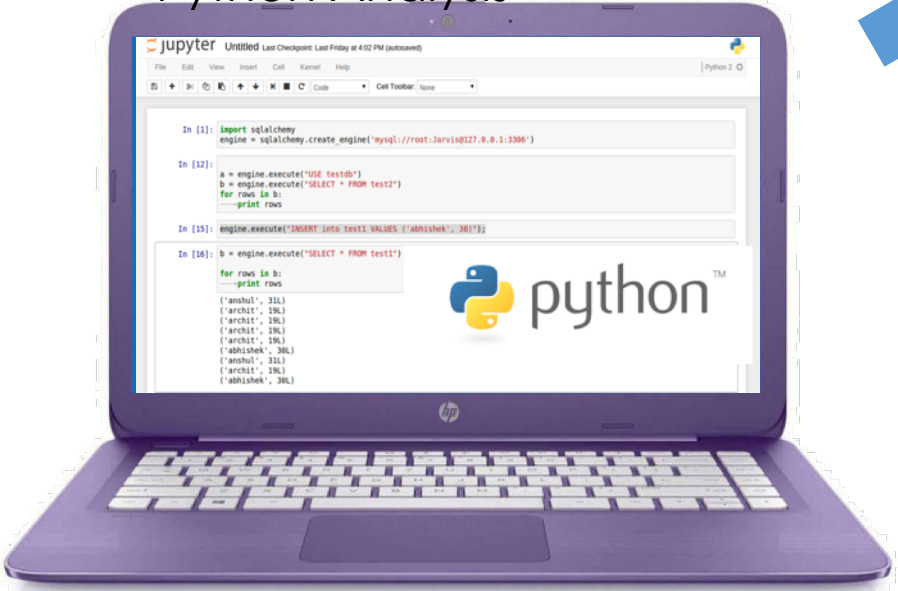 Python Analysis
jupyter Untitled Last Checkpoint: Last Friday at 4:02 PM (autosaved)
File Edit View Insert Cell Kernel Help Python 2
Code Cell Toolbar: None
In [1]: import sqlalchemy
engine = sqlalchemy.create_engine('mysql://root:Jarvis@127.0.0.1:3306')
In [12]:
a = engine.execute("USE testdb")
b = engine.execute("SELECT * FROM test2")
for rows in b:
print rows
In [15]: engine.execute("INSERT into test1 VALUES ('abhishek', 30)");
In [16]: b = engine.execute("SELECT * FROM test1")
for rows in b:
print rows
('anshul', 31L)
('archit', 19L)
('archit', 19L)
('archit', 19L)
('archit', 19L)
('abhishek', 30L)
('anshul', 31L)
('archit', 19L)
('abhishek', 30L)
python™
hp